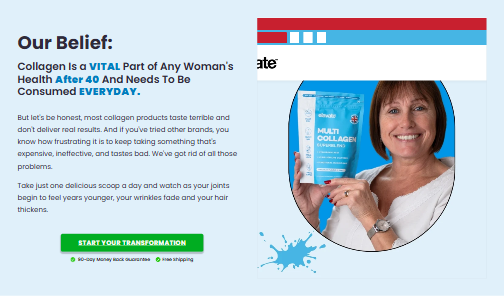 Our Belief:
Collagen Is a VITAL Part of Any Woman's
Health After 40 And Needs To Be
Consumed EVERYDAY.
But let's be honest, most collagen products taste terrible and
don't deliver real results. And if you've tried other brands, you
know how frustrating it is to keep taking something that's
expensive, ineffective, and tastes bad. We've got rid of all those
problems.
Take just one delicious scoop a day and watch as your joints
begin to feel years younger, your wrinkles fade and your hair
thickens.
START YOUR TRANSFORMATION
90-Day Money Back Guarantee Free Shipping
ate
MULTI
COLLAGEN